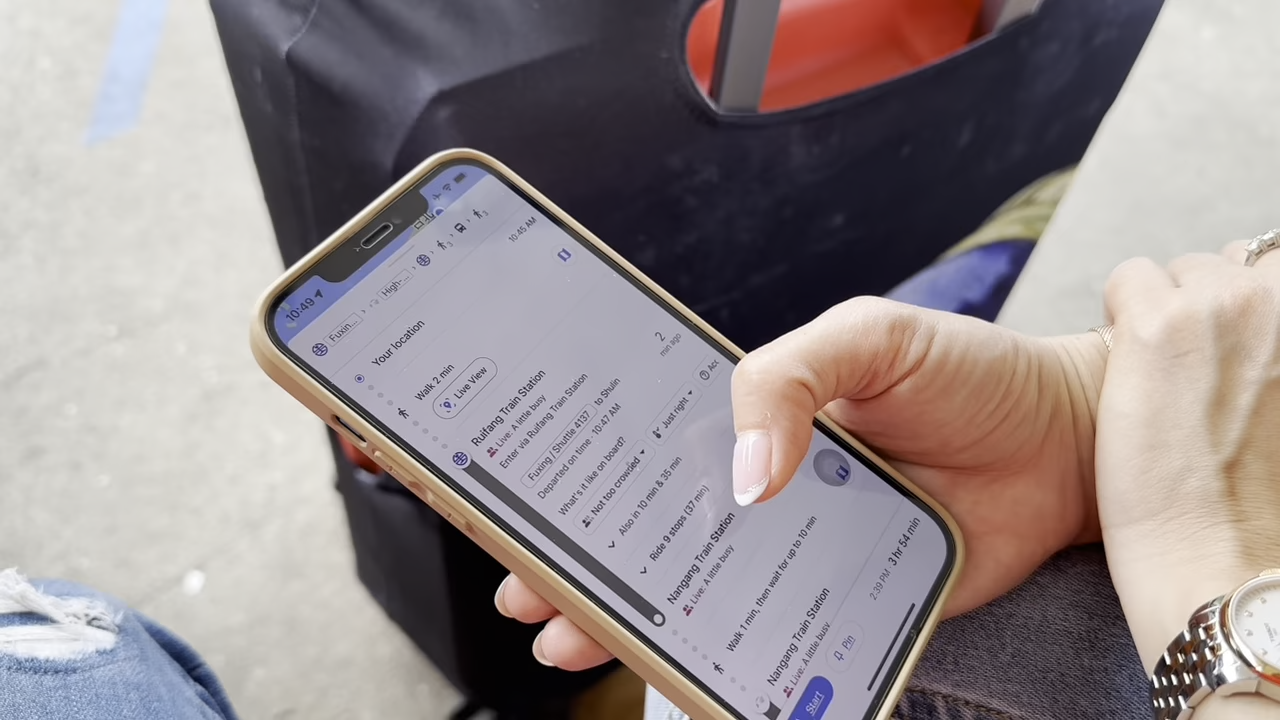 10:49
Fuxin... High-... 3 3
Your location
10:45 AM
Walk 2 min
Live View
Ruifang Train Station
Live: A little busy
Enter via Ruifang Train Station
Fuxing / Shuttle 4137 to Shulin
2
min ago
Departed on time · 10:47 AM
What's it like on board?
Not too crowded
Just right
Also in 10 min & 35 min
Ride 9 stops (37 min)
Nangang Train Station
Live: A little busy
Walk 1 min, then wait for up to 10 min
Nangang Train Station
Live: A little busy
2:39 PM 3 hr 54 min
Start
Pin